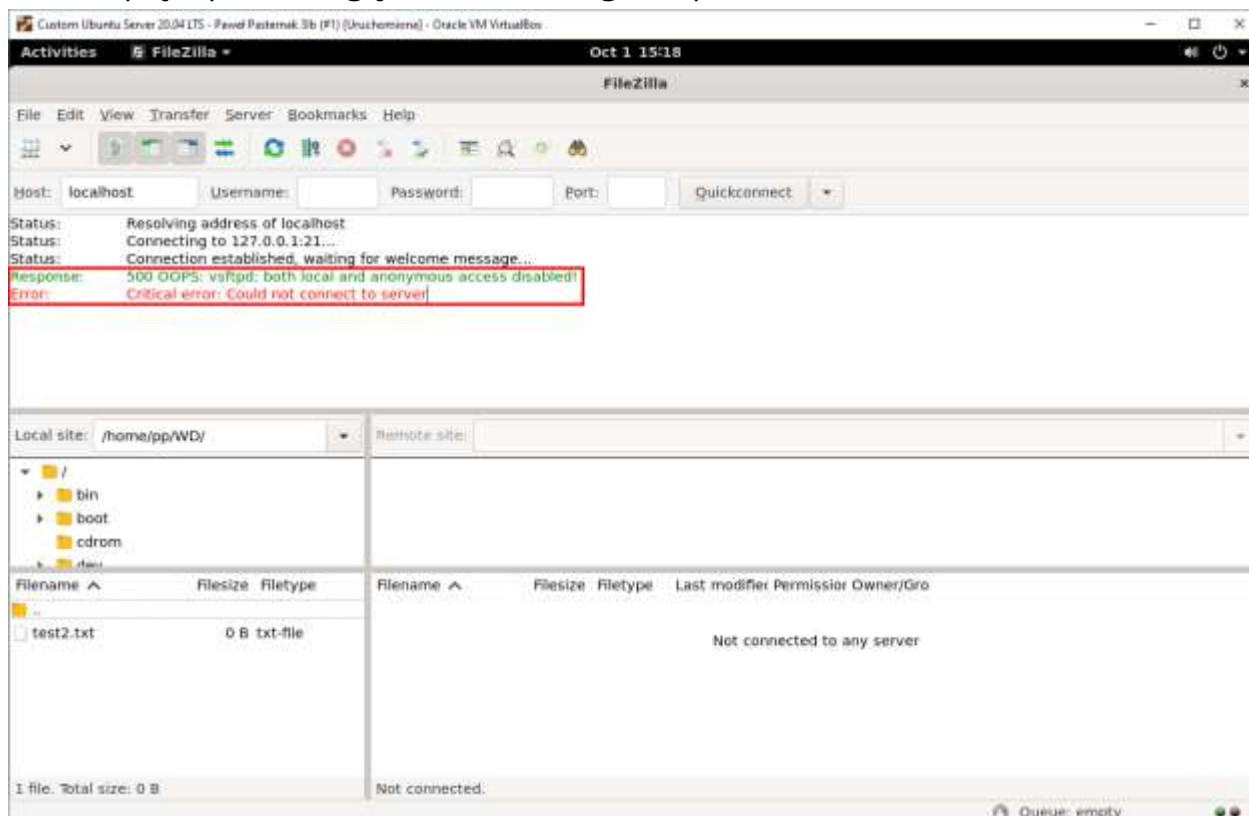 Custom Ubuntu Server 20.04 LTS - Paweł Pasternak 3ib (#1) (Uruchomiona) - Oracle VM VirtualBox
Activities FileZilla Oct 1 15:18
FileZilla
File Edit View Transfer Server Bookmarks Help
Host: localhost Username: Password: Port: Quickconnect
Status: Resolving address of localhost
Status: Connecting to 127.0.0.1:21...
Status: Connection established, waiting for welcome message...
Response: 500 OOPS: vsftpd: both local and anonymous access disabled!
Error: Critical error: Could not connect to server
Local site: /home/pp/WD/ Remote site:
/
bin
boot
cdrom
dev
Filename Filesize Filetype Filename Filesize Filetype Last modifier Permission Owner/Gro
..
test2.txt 0 B txt-file
Not connected to any server
1 file. Total size: 0 B Not connected.
Queue: empty